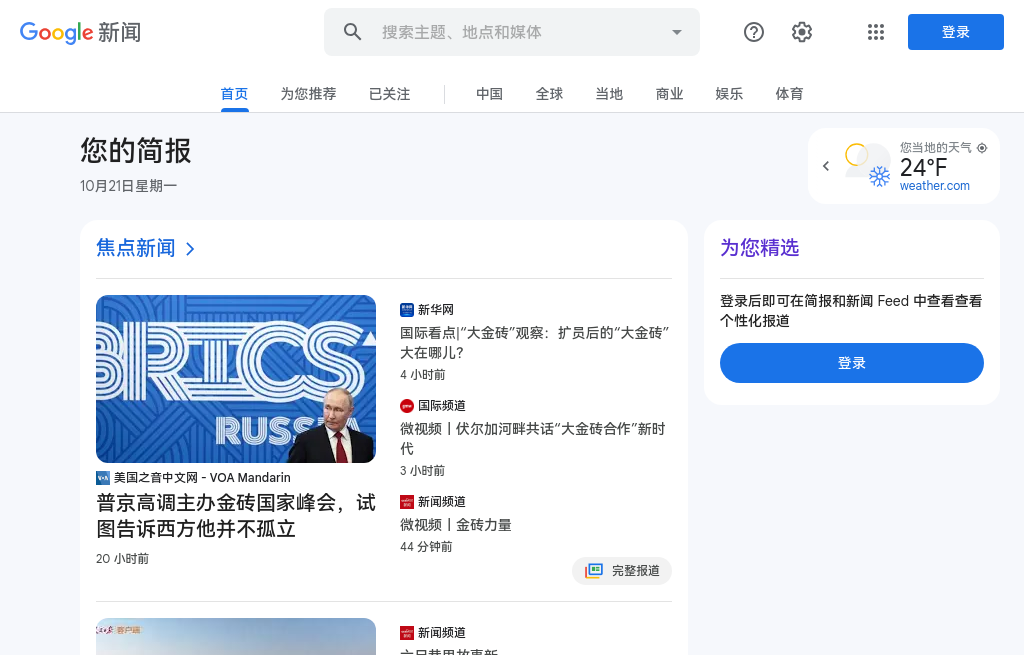 Google 新闻
搜索主题、地点和媒体
登录
首页
为您推荐
已关注
中国
全球
当地
商业
娱乐
体育
您的简报
10月21日星期一
您当地的天气
24°F
weather.com
焦点新闻
BRICS
RUSSIA
美国之音中文网 - VOA Mandarin
普京高调主办金砖国家峰会，试
图告诉西方他并不孤立
20 小时前
新华网
国际看点|“大金砖”观察：扩员后的“大金砖”
大在哪儿？
4 小时前
国际频道
微视频丨伏尔加河畔共话“大金砖合作”新时
代
3 小时前
新闻频道
微视频丨金砖力量
44 分钟前
完整报道
为您精选
登录后即可在简报和新闻 Feed 中查看查看
个性化报道
登录
客户端
新闻频道